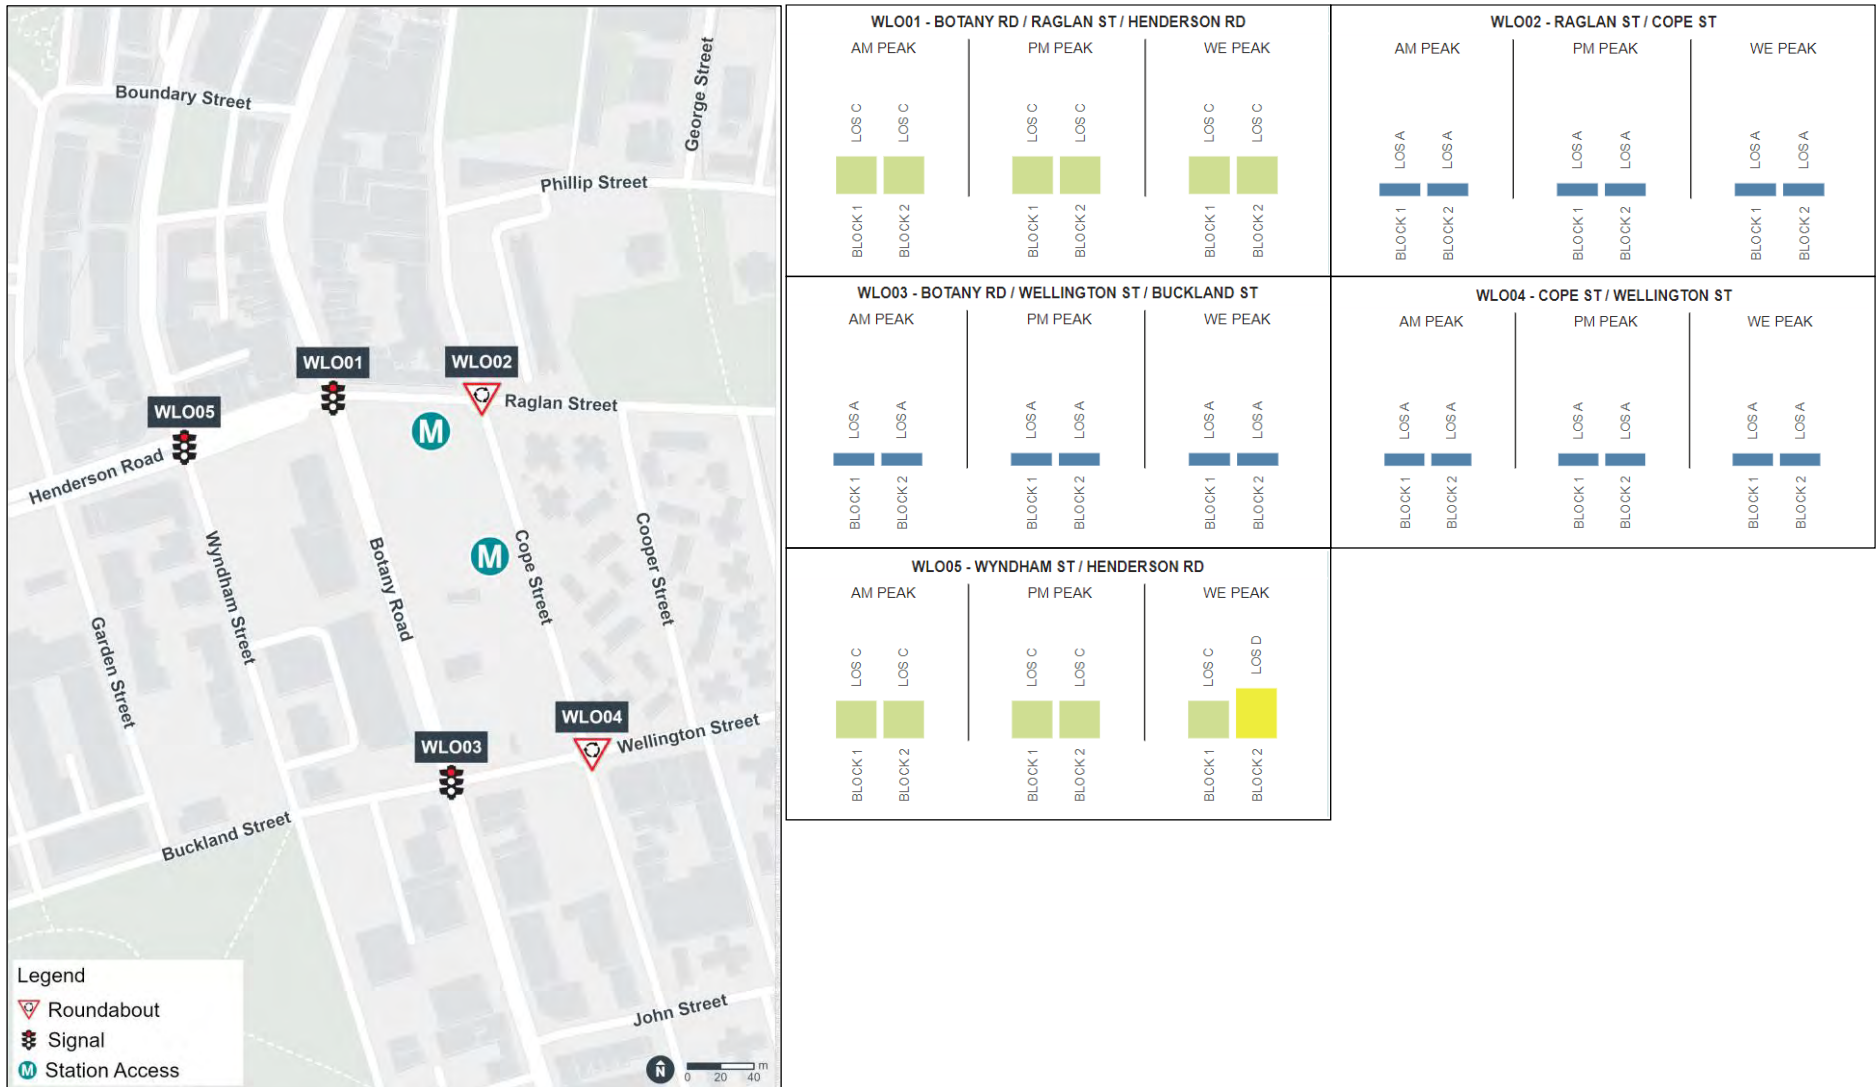 Boundary Street
George Street
Phillip Street
WLO01
WLO02
WLO05
Raglan Street
M
Henderson Road
M
Wyndham Street
Botany Road
Cope Street
Cooper Street
Garden Street
WLO04
WLO03
Wellington Street
Buckland Street
John Street
Legend
Roundabout
Signal
M Station Access
N
m
0 20 40
WLO01 - BOTANY RD / RAGLAN ST / HENDERSON RD
AM PEAK PM PEAK WE PEAK
LOS C LOS C LOS C LOS C LOS C LOS C
BLOCK 1 BLOCK 2 BLOCK 1 BLOCK 2 BLOCK 1 BLOCK 2
WLO02 - RAGLAN ST / COPE ST
AM PEAK PM PEAK WE PEAK
LOS A LOS A LOS A LOS A LOS A LOS A
BLOCK 1 BLOCK 2 BLOCK 1 BLOCK 2 BLOCK 1 BLOCK 2
WLO03 - BOTANY RD / WELLINGTON ST / BUCKLAND ST
AM PEAK PM PEAK WE PEAK
LOS A LOS A LOS A LOS A LOS A LOS A
BLOCK 1 BLOCK 2 BLOCK 1 BLOCK 2 BLOCK 1 BLOCK 2
WLO04 - COPE ST / WELLINGTON ST
AM PEAK PM PEAK WE PEAK
LOS A LOS A LOS A LOS A LOS A LOS A
BLOCK 1 BLOCK 2 BLOCK 1 BLOCK 2 BLOCK 1 BLOCK 2
WLO05 - WYNDHAM ST / HENDERSON RD
AM PEAK PM PEAK WE PEAK
LOS C LOS C LOS C LOS C LOS C LOS D
BLOCK 1 BLOCK 2 BLOCK 1 BLOCK 2 BLOCK 1 BLOCK 2